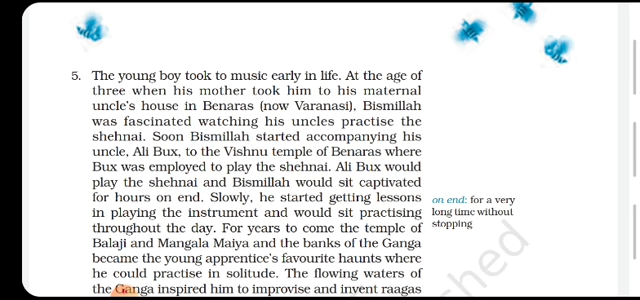 5. The young boy took to music early in life. At the age of
three when his mother took him to his maternal
uncle's house in Benaras (now Varanasi), Bismillah
was fascinated watching his uncles practise the
shehnai. Soon Bismillah started accompanying his
uncle, Ali Bux, to the Vishnu temple of Benaras where
Bux was employed to play the shehnai. Ali Bux would
play the shehnai and Bismillah would sit captivated
for hours on end. Slowly, he started getting lessons
in playing the instrument and would sit practising
throughout the day. For years to come the temple of
Balaji and Mangala Maiya and the banks of the Ganga
became the young apprentice's favourite haunts where
he could practise in solitude. The flowing waters of
the Ganga inspired him to improvise and invent raagas
on end: for a very
long time without
stopping
shed